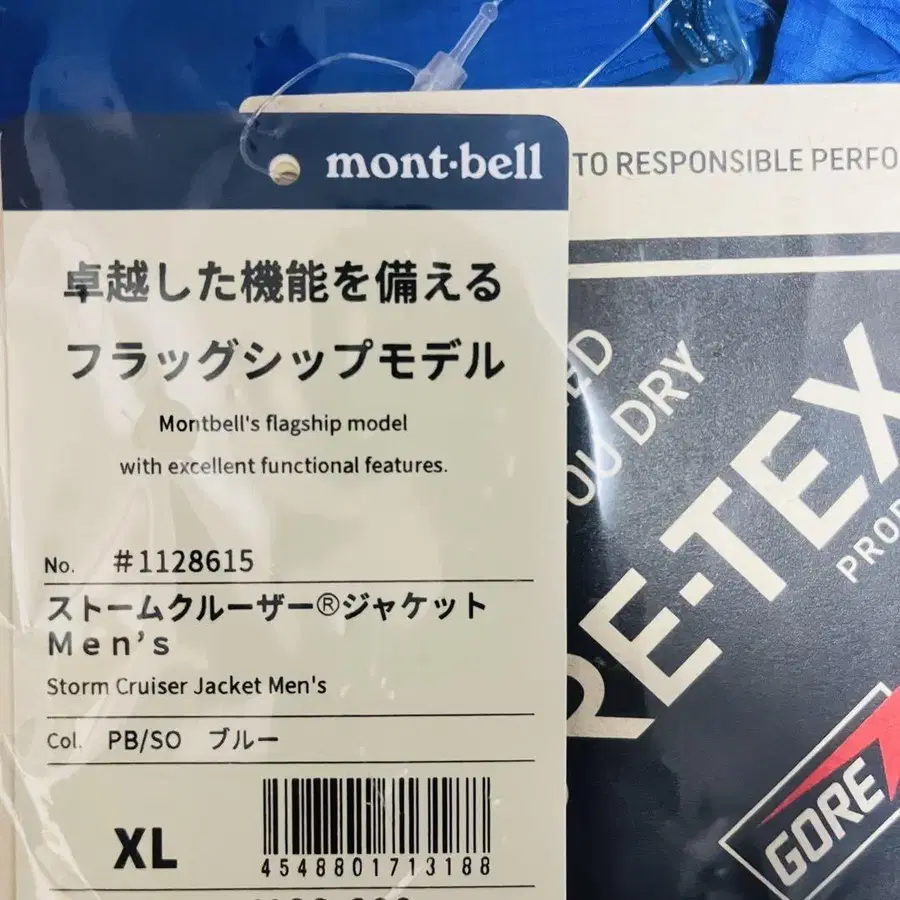 mont·bell
卓越した機能を備える
フラッグシップモデル
Montbell's flagship model
with excellent functional features.
No. #1128615
ストームクルーザー®ジャケット
Men's
Storm Cruiser Jacket Men's
Col. PB/SO ブルー
XL
4548801713188
TO RESPONSIBLE PERFO
OU DRY
RE-TEX
PROD
GORE